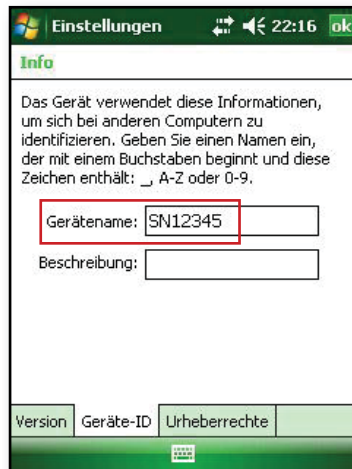 Einstellungen 22:16 ok
Info
Das Gerät verwendet diese Informationen,
um sich bei anderen Computern zu
identifizieren. Geben Sie einen Namen ein,
der mit einem Buchstaben beginnt und diese
Zeichen enthält: _, A-Z oder 0-9.
Gerätename: SN12345
Beschreibung:
Version Geräte-ID Urheberrechte